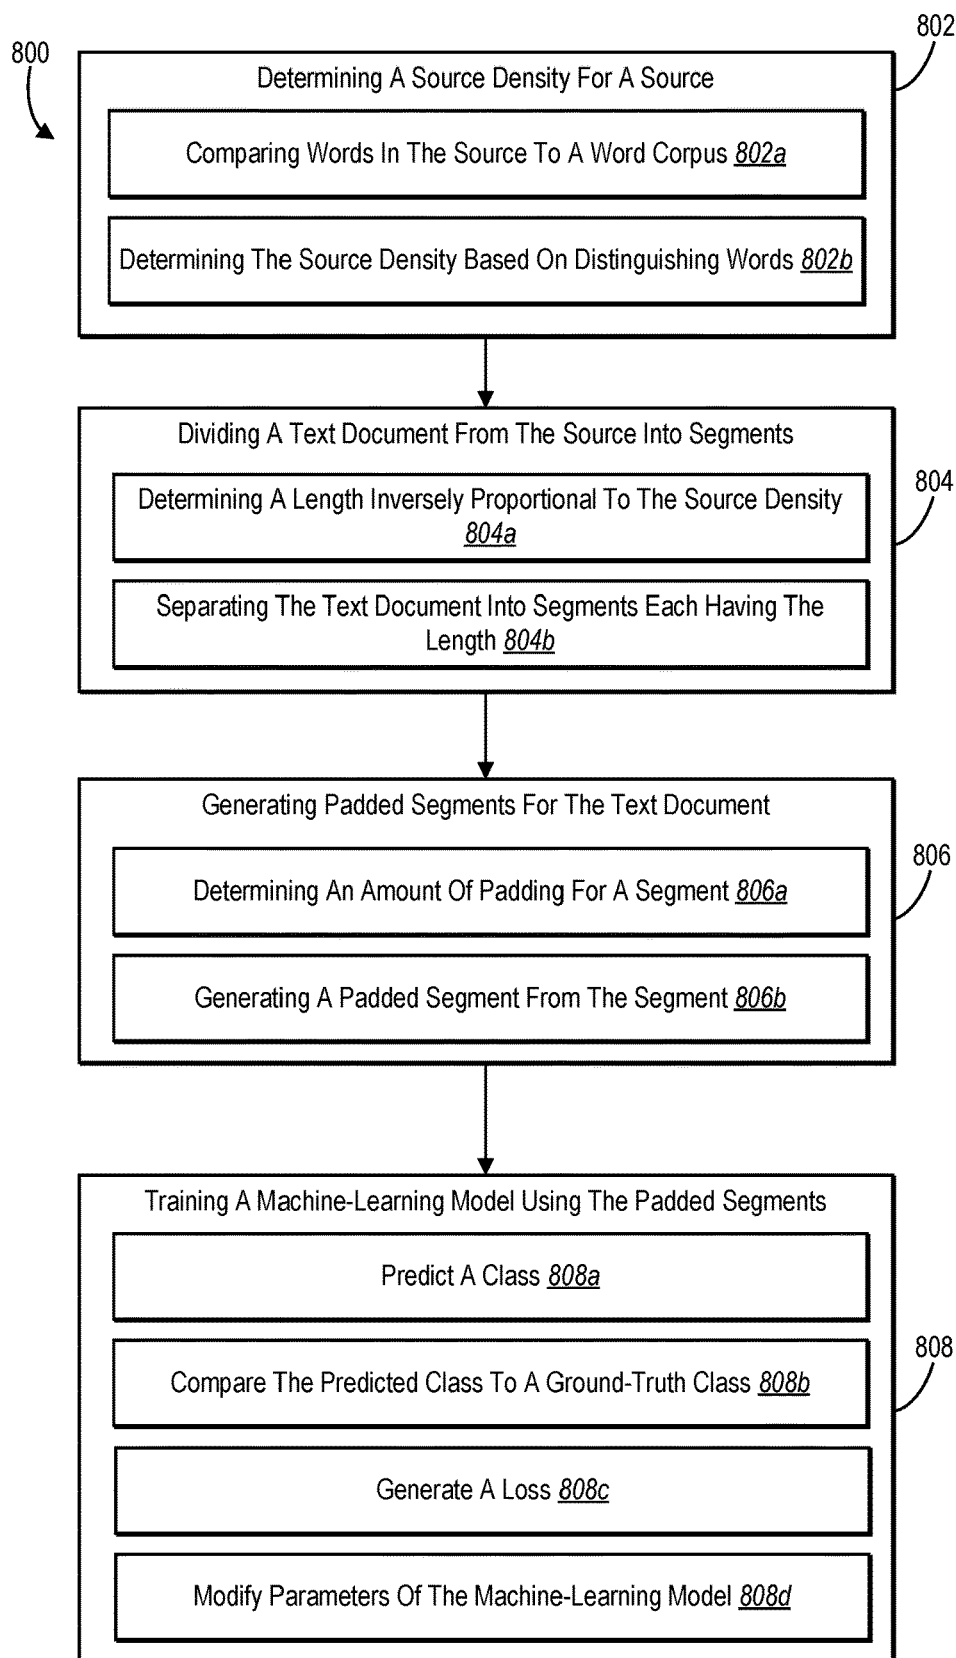 800
802
Determining A Source Density For A Source
Comparing Words In The Source To A Word Corpus 802a
Determining The Source Density Based On Distinguishing Words 802b
Dividing A Text Document From The Source Into Segments
804
Determining A Length Inversely Proportional To The Source Density
804a
Separating The Text Document Into Segments Each Having The
Length 804b
Generating Padded Segments For The Text Document
806
Determining An Amount Of Padding For A Segment 806a
Generating A Padded Segment From The Segment 806b
Training A Machine-Learning Model Using The Padded Segments
Predict A Class 808a
808
Compare The Predicted Class To A Ground-Truth Class 808b
Generate A Loss 808c
Modify Parameters Of The Machine-Learning Model 808d